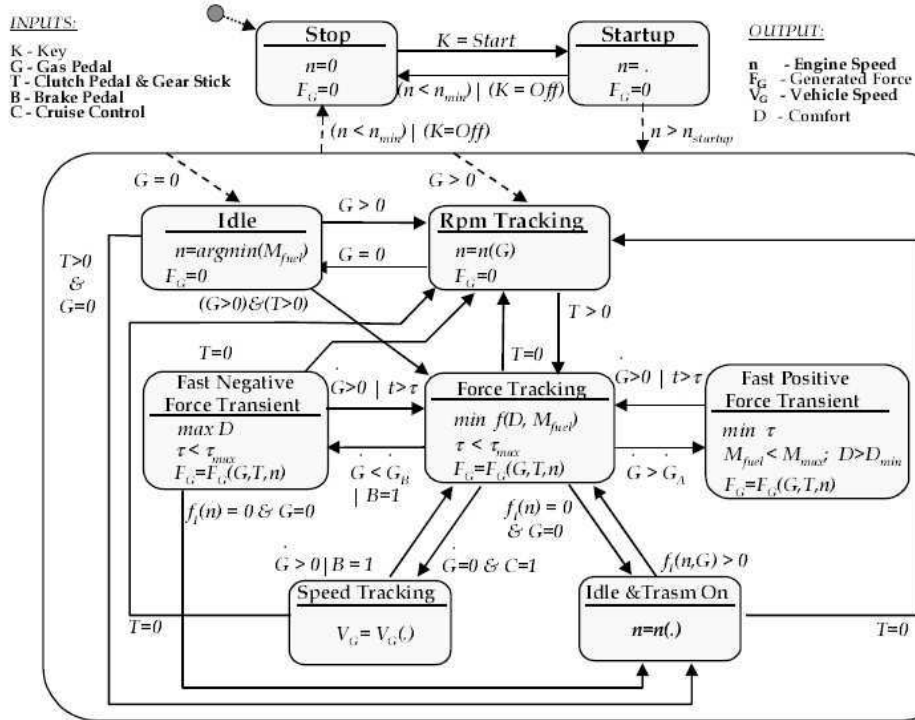 INPUTS:
K - Key
G - Gas Pedal
T - Clutch Pedal & Gear Stick
B - Brake Pedal
C - Cruise Control
OUTPUT:
n - Engine Speed
F_G - Generated Force
V_G - Vehicle Speed
D - Comfort
Stop
n=0
F_G=0
K = Start
(n < n_min) | (K = Off)
Startup
n= .
F_G=0
(n < n_min) | (K=Off)
n > n_startup
G = 0
G > 0
Idle
n=argmin(M_fuel)
F_G=0
G > 0
G = 0
Rpm Tracking
n=n(G)
F_G=0
T>0
&
G=0
(G>0)&(T>0)
T > 0
T=0
T=0
Fast Negative
Force Transient
max D
τ< τ_max
F_G=F_G(G,T,n)
Ġ>0 | t>τ
Ġ < Ġ_B
| B=1
Force Tracking
min f(D, M_fuel)
τ < τ_max
F_G=F_G(G,T,n)
Ġ>0 | t>τ
Ġ > Ġ_A
Fast Positive
Force Transient
min τ
M_fuel< M_max; D>D_min
F_G=F_G(G,T,n)
f_i(n) = 0 & G=0
f_i(n) = 0
& G=0
Ġ > 0 | B = 1
Ġ=0 & C=1
f_i(n,G) > 0
Speed Tracking
V_G= V_G(.)
Idle &Trasm On
n=n(.)
T=0
T=0